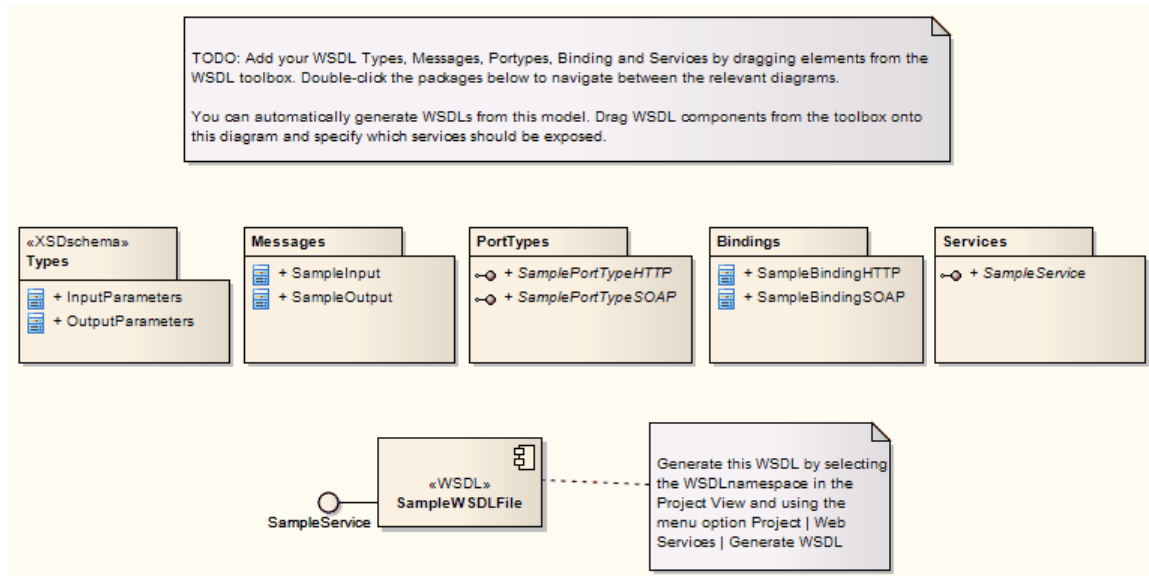 TODO: Add your WSDL Types, Messages, Portypes, Binding and Services by dragging elements from the
WSDL toolbox. Double-click the packages below to navigate between the relevant diagrams.
You can automatically generate WSDLs from this model. Drag WSDL components from the toolbox onto
this diagram and specify which services should be exposed.
«XSDschema»
Types
+ InputParameters
+ OutputParameters
Messages
+ SampleInput
+ SampleOutput
PortTypes
+ SamplePortTypeHTTP
+ SamplePortTypeSOAP
Bindings
+ SampleBindingHTTP
+ SampleBindingSOAP
Services
+ SampleService
SampleService
«WSDL»
SampleWSDLFile
Generate this WSDL by selecting
the WSDLnamespace in the
Project View and using the
menu option Project | Web
Services | Generate WSDL